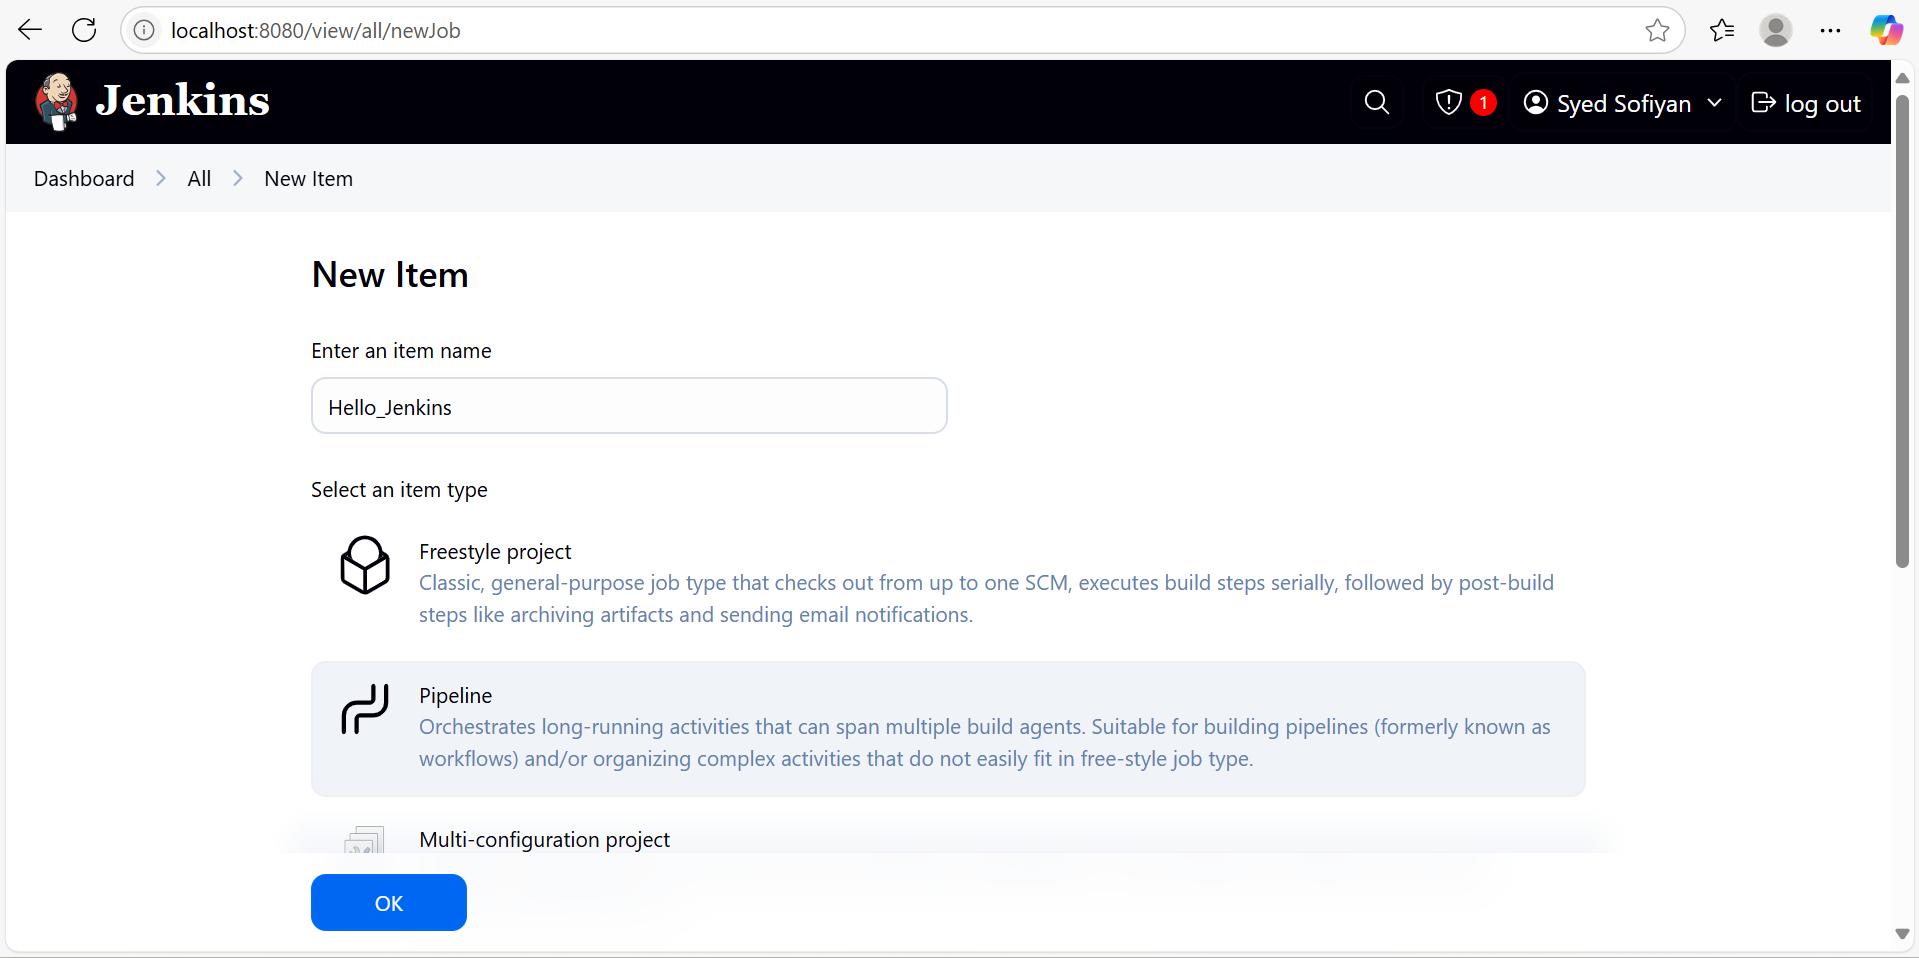 localhost:8080/view/all/newJob
Jenkins
1
Syed Sofiyan
log out
Dashboard > All > New Item
New Item
Enter an item name
Hello_Jenkins
Select an item type
Freestyle project
Classic, general-purpose job type that checks out from up to one SCM, executes build steps serially, followed by post-build
steps like archiving artifacts and sending email notifications.
Pipeline
Orchestrates long-running activities that can span multiple build agents. Suitable for building pipelines (formerly known as
workflows) and/or organizing complex activities that do not easily fit in free-style job type.
Multi-configuration project
OK